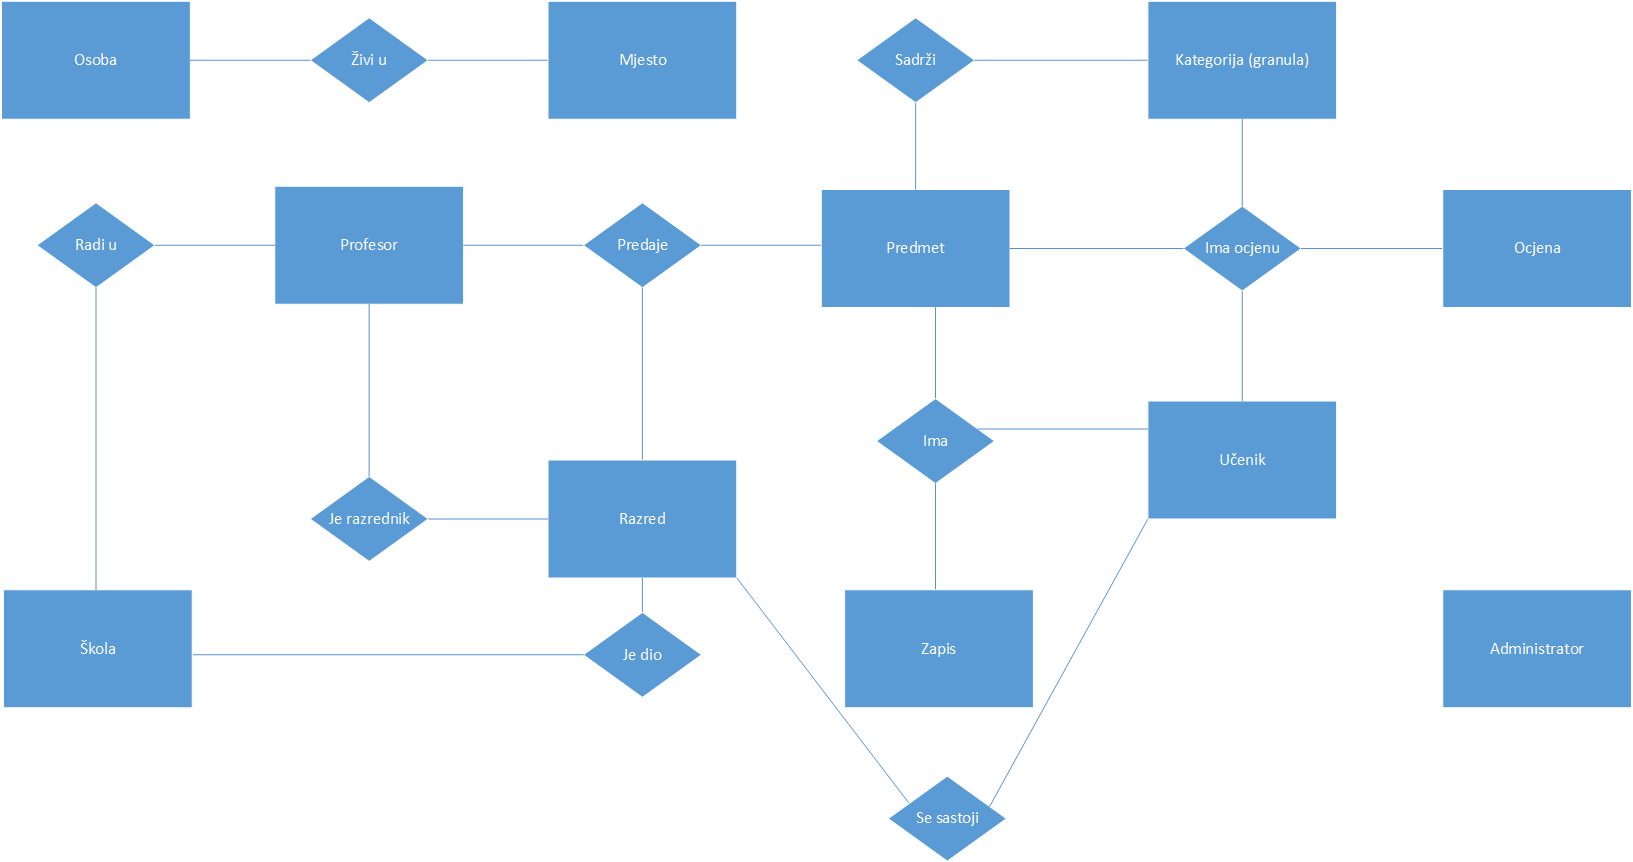 Osoba
Živi u
Mjesto
Sadrži
Kategorija (granula)
Radi u
Profesor
Predaje
Predmet
Ima ocjenu
Ocjena
Ima
Učenik
Je razrednik
Razred
Škola
Je dio
Zapis
Administrator
Se sastoji